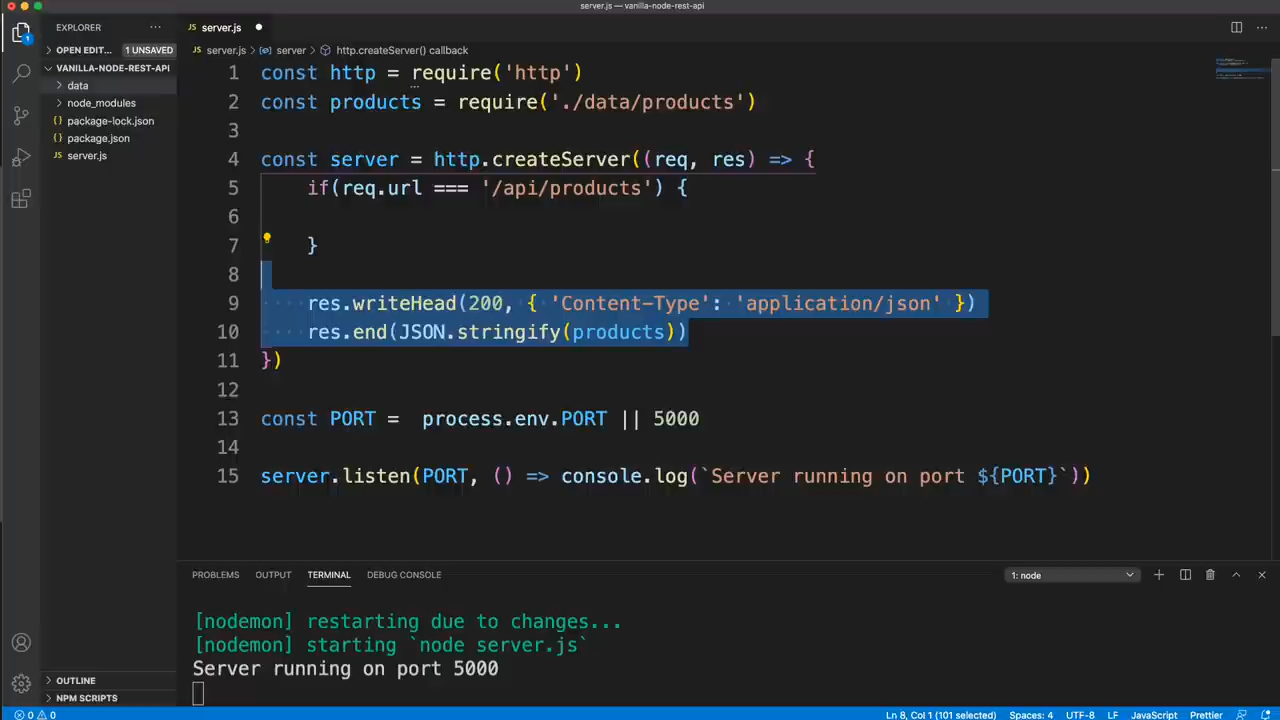 server.js — vanilla-node-rest-api
EXPLORER
server.js
OPEN EDIT... 1 UNSAVED
server.js > server > http.createServer() callback
VANILLA-NODE-REST-API
data
node_modules
{} package-lock.json
{} package.json
server.js
1 const http = require('http')
2 const products = require('./data/products')
3
4 const server = http.createServer((req, res) => {
5 if(req.url === '/api/products') {
6
7 }
8
9 res.writeHead(200, { 'Content-Type': 'application/json' })
10 res.end(JSON.stringify(products))
11 })
12
13 const PORT =  process.env.PORT || 5000
14
15 server.listen(PORT, () => console.log(`Server running on port ${PORT}`))
PROBLEMS OUTPUT TERMINAL DEBUG CONSOLE 1: node
[nodemon] restarting due to changes...
[nodemon] starting `node server.js`
Server running on port 5000
OUTLINE
NPM SCRIPTS
0 0 Ln 8, Col 1 (101 selected) Spaces: 4 UTF-8 LF JavaScript Prettier